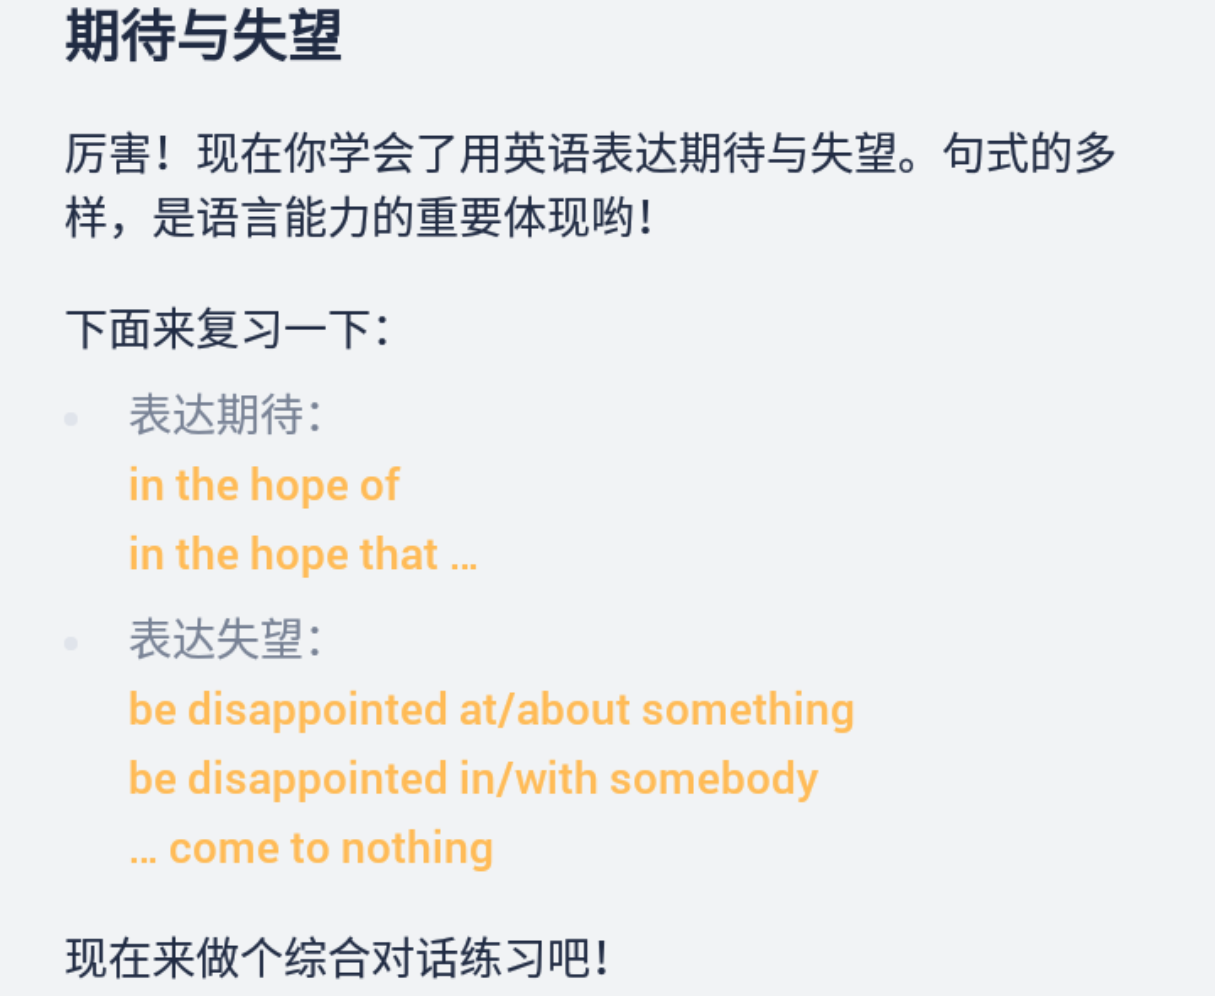 期待与失望
厉害！现在你学会了用英语表达期待与失望。句式的多
样，是语言能力的重要体现哟！
下面来复习一下：
表达期待：
in the hope of
in the hope that ...
表达失望：
be disappointed at/about something
be disappointed in/with somebody
... come to nothing
现在来做个综合对话练习吧！